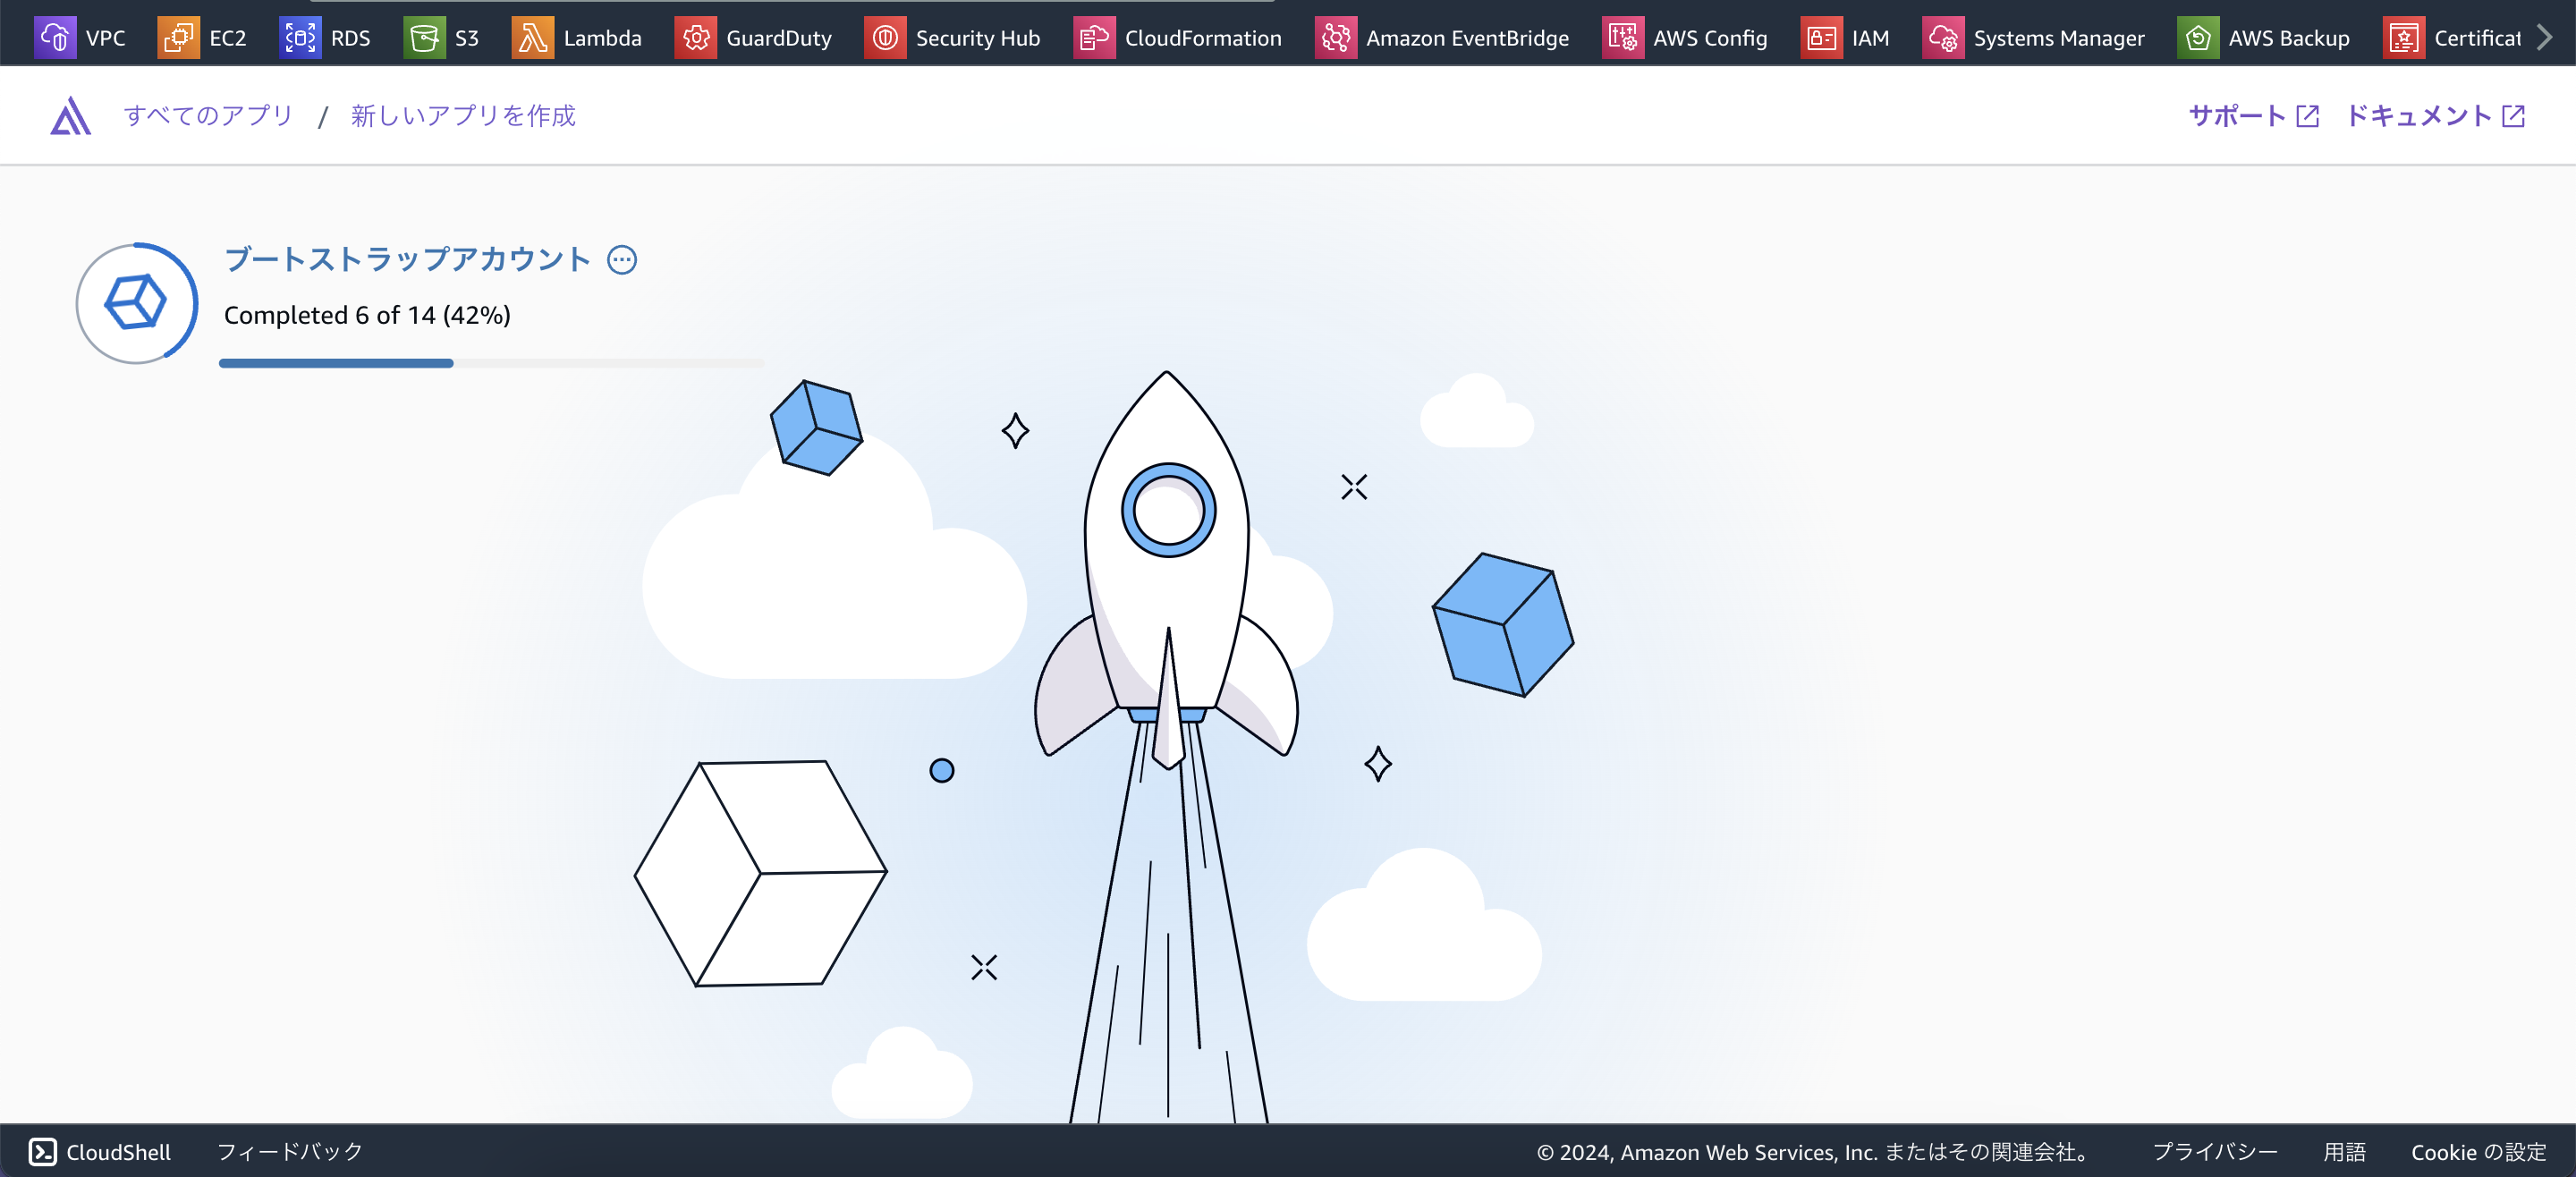 VPC EC2 RDS S3 Lambda GuardDuty Security Hub CloudFormation Amazon EventBridge AWS Config IAM Systems Manager AWS Backup Certificat
すべてのアプリ / 新しいアプリを作成 サポート ドキュメント
ブートストラップアカウント
Completed 6 of 14 (42%)
CloudShell フィードバック © 2024, Amazon Web Services, Inc. またはその関連会社。 プライバシー 用語 Cookie の設定